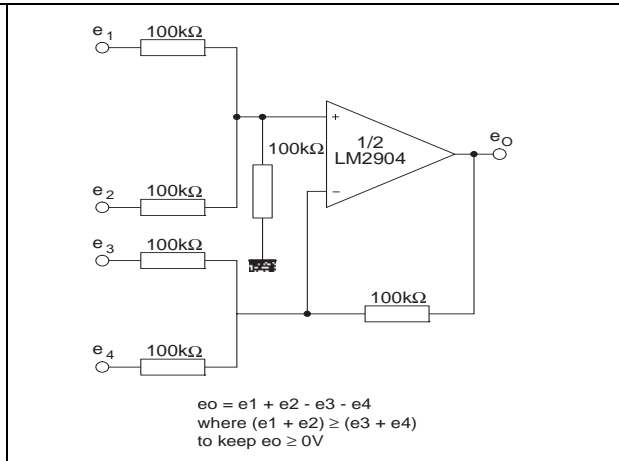 e1
100kΩ
100kΩ
+
1/2
LM2904
eO
e2
100kΩ
−
e3
100kΩ
100kΩ
e4
100kΩ
eo = e1 + e2 - e3 - e4
where (e1 + e2) ≥ (e3 + e4)
to keep eo ≥ 0V